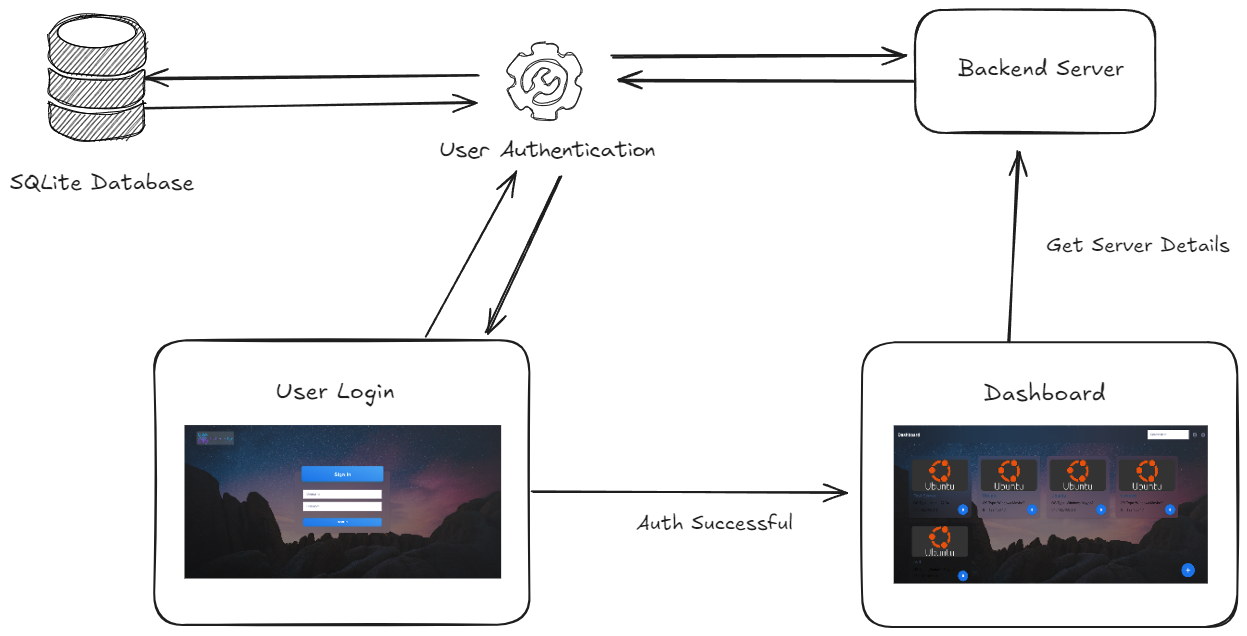 Backend Server
User Authentication
SQLite Database
Get Server Details
User Login
Dashboard
Sign In
Dashboard
Ubuntu
Ubuntu
Ubuntu
Ubuntu
Auth Successful
Ubuntu